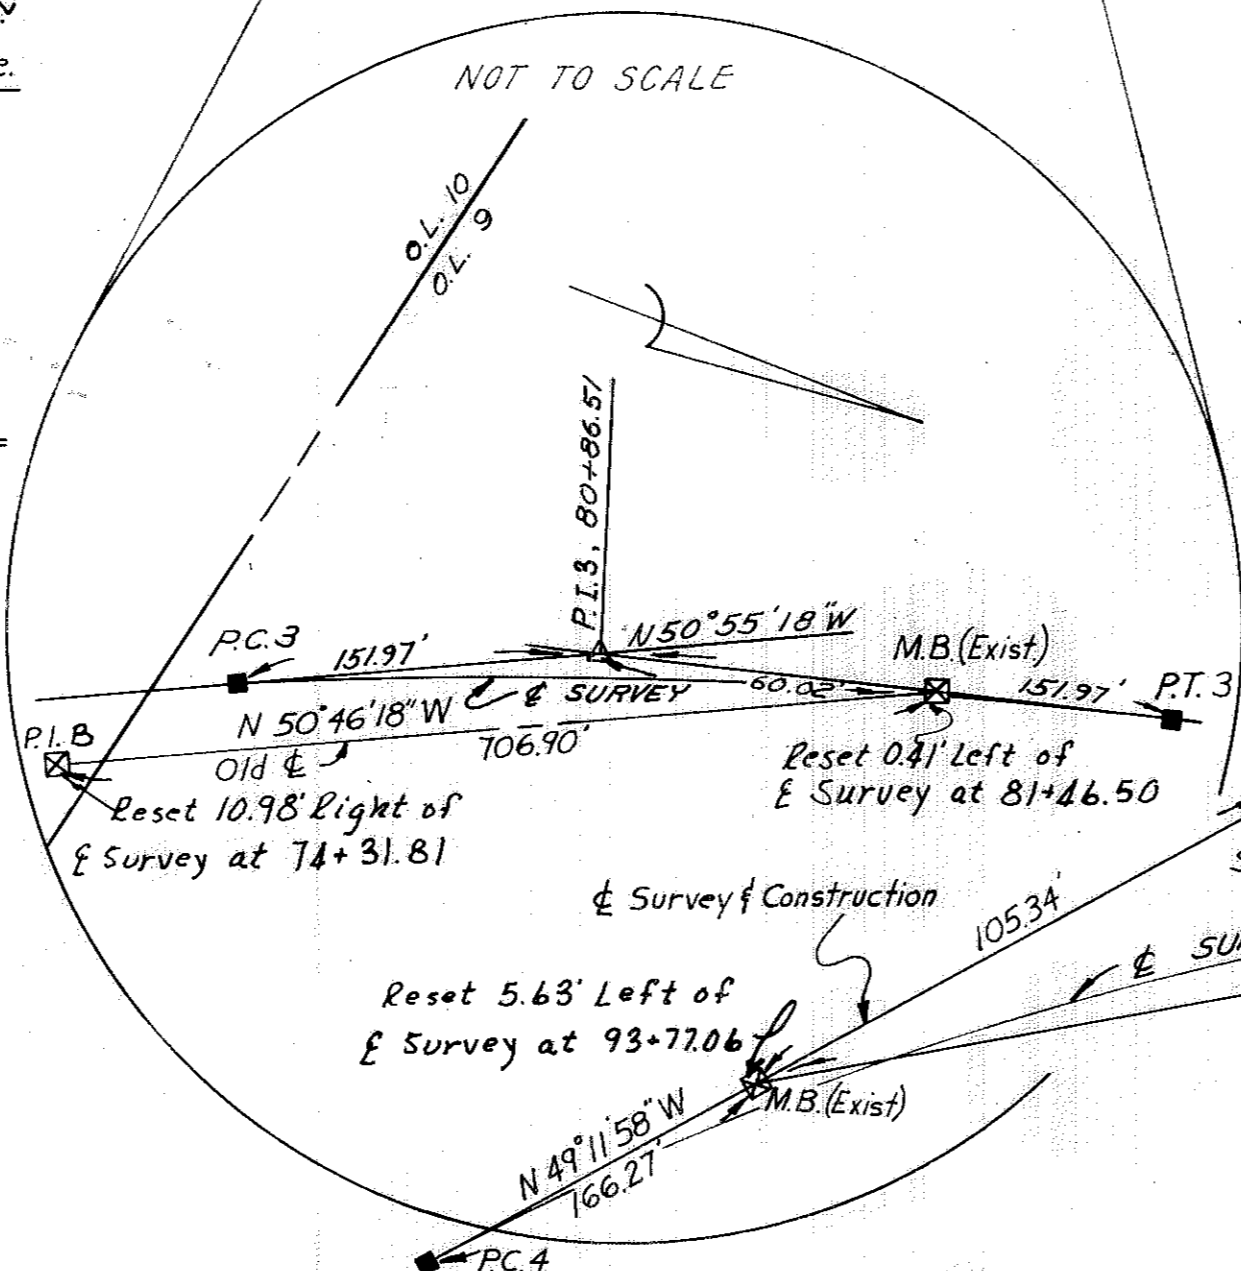 NOT TO SCALE
O.L. 10
O.L. 9
P.I. 3, 80+86.51
P.C. 3
151.97'
N 50°55'18"W
M.B. (Exist.)
℄ SURVEY
60.02'
151.97'
P.T. 3
P.I. B
N 50°46'18"W
706.90'
Old ℄
Reset 0.41' Left of
℄ Survey at 81+46.50
Reset 10.98' Right of
℄ Survey at 74+31.81
℄ Survey & Construction
105.34'
℄ SU
Reset 5.63' Left of
℄ Survey at 93+77.06
M.B. (Exist)
N 49°11'58"W
166.27'
P.C. 4